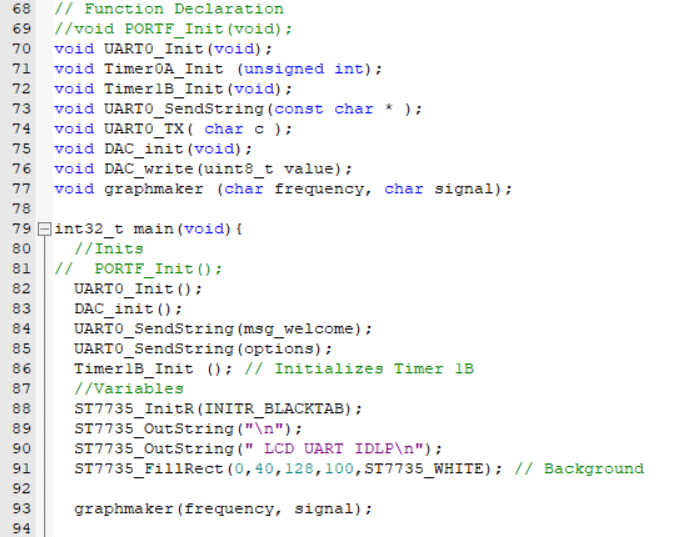 68 // Function Declaration
69 //void PORTF_Init(void);
70 void UART0_Init(void);
71 void Timer0A_Init (unsigned int);
72 void Timer1B_Init(void);
73 void UART0_SendString(const char * );
74 void UART0_TX( char c );
75 void DAC_init(void);
76 void DAC_write(uint8_t value);
77 void graphmaker (char frequency, char signal);
78
79 int32_t main(void){
80 //Inits
81 // PORTF_Init();
82 UART0_Init();
83 DAC_init();
84 UART0_SendString(msg_welcome);
85 UART0_SendString(options);
86 Timer1B_Init (); // Initializes Timer 1B
87 //Variables
88 ST7735_InitR(INITR_BLACKTAB);
89 ST7735_OutString("\n");
90 ST7735_OutString(" LCD UART IDLP\n");
91 ST7735_FillRect(0,40,128,100,ST7735_WHITE); // Background
92
93 graphmaker(frequency, signal);
94